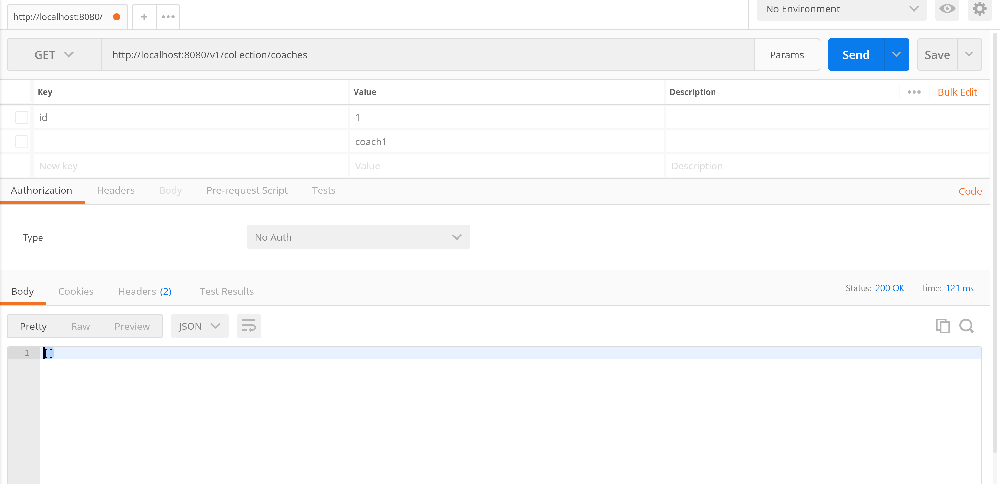 http://localhost:8080/
No Environment
GET http://localhost:8080/v1/collection/coaches Params Send Save
Key Value Description Bulk Edit
id 1
coach1
New key Value Description
Authorization Headers Body Pre-request Script Tests Code
Type No Auth
Body Cookies Headers (2) Test Results Status: 200 OK Time: 121 ms
Pretty Raw Preview JSON
1 []